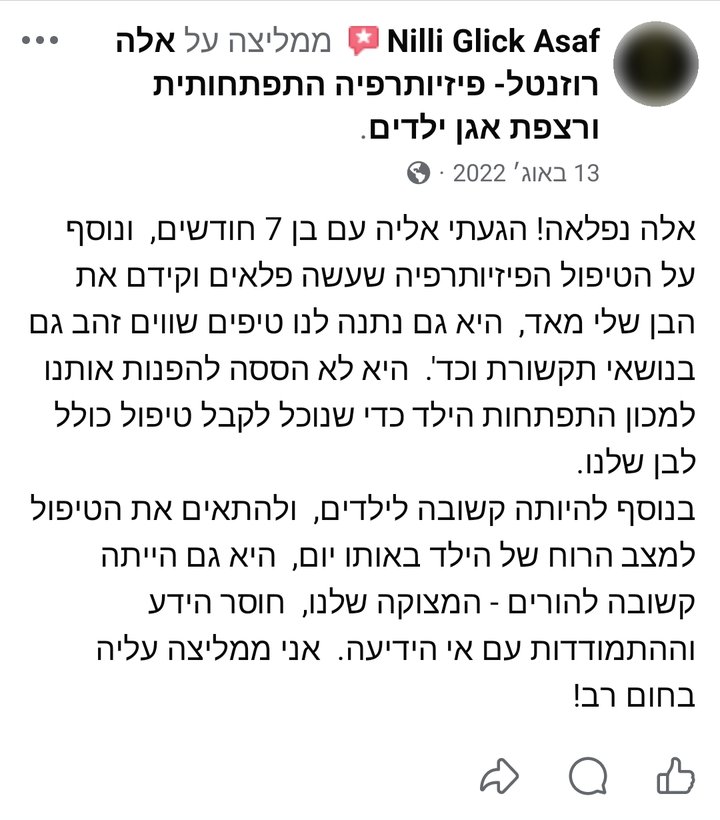 Nilli Glick Asaf ממליצה על אלה
רוזנטל- פיזיותרפיה התפתחותית
ורצפת אגן ילדים.
13 באוג׳ 2022 ·
אלה נפלאה! הגעתי אליה עם בן 7 חודשים, ונוסף
על הטיפול הפיזיותרפיה שעשה פלאים וקידם את
הבן שלי מאד, היא גם נתנה לנו טיפים שווים זהב גם
בנושאי תקשורת וכד'. היא לא הססה להפנות אותנו
למכון התפתחות הילד כדי שנוכל לקבל טיפול כולל
לבן שלנו.
בנוסף להיותה קשובה לילדים, ולהתאים את הטיפול
למצב הרוח של הילד באותו יום, היא גם הייתה
קשובה להורים - המצוקה שלנו, חוסר הידע
וההתמודדות עם אי הידיעה. אני ממליצה עליה
בחום רב!